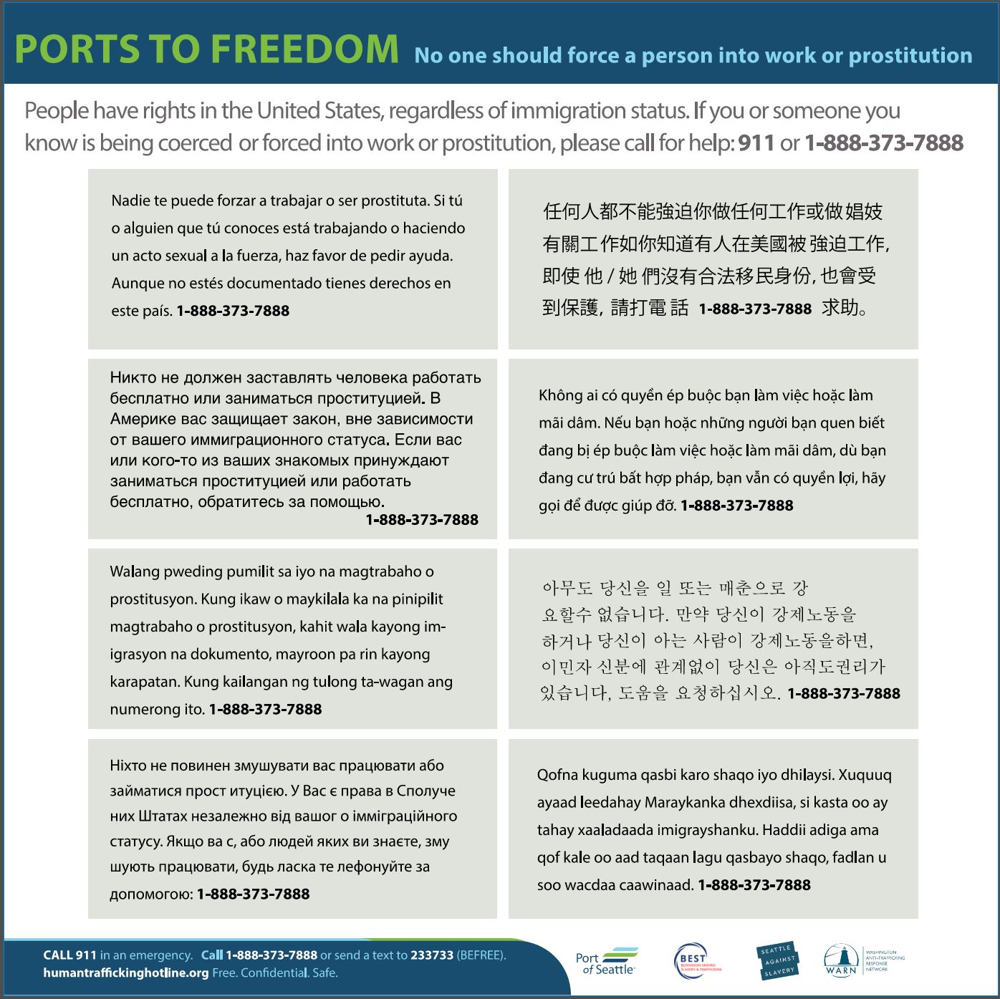 PORTS TO FREEDOM No one should force a person into work or prostitution
People have rights in the United States, regardless of immigration status. If you or someone you
know is being coerced or forced into work or prostitution, please call for help: 911 or 1-888-373-7888
Nadie te puede forzar a trabajar o ser prostituta. Si tú
o alguien que tú conoces está trabajando o haciendo
un acto sexual a la fuerza, haz favor de pedir ayuda.
Aunque no estés documentado tienes derechos en
este país. 1-888-373-7888
任何人都不能強迫你做任何工作或做娼妓
有關工作如你知道有人在美國被強迫工作,
即使 他 / 她 們沒有合法移民身份, 也會受
到保護, 請打電話 1-888-373-7888 求助。
Никто не должен заставлять человека работать
бесплатно или заниматься проституцией. В
Америке вас защищает закон, вне зависимости
от вашего иммиграционного статуса. Если вас
или кого-то из ваших знакомых принуждают
заниматься проституцией или работать
бесплатно, обратитесь за помощью.
1-888-373-7888
Không ai có quyền ép buộc bạn làm việc hoặc làm
mãi dâm. Nếu bạn hoặc những người bạn quen biết
đang bị ép buộc làm việc hoặc làm mãi dâm, dù bạn
đang cư trú bất hợp pháp, bạn vẫn có quyền lợi, hãy
gọi để được giúp đỡ. 1-888-373-7888
Walang pweding pumilit sa iyo na magtrabaho o
prostitusyon. Kung ikaw o maykilala ka na pinipilit
magtrabaho o prostitusyon, kahit wala kayong im-
igrasyon na dokumento, mayroon pa rin kayong
karapatan. Kung kailangan ng tulong ta-wagan ang
numerong ito. 1-888-373-7888
아무도 당신을 일 또는 매춘으로 강
요할수 없습니다. 만약 당신이 강제노동을
하거나 당신이 아는 사람이 강제노동을하면,
이민자 신분에 관계없이 당신은 아직도권리가
있습니다, 도움을 요청하십시오. 1-888-373-7888
Ніхто не повинен змушувати вас працювати або
займатися прост итуцією. У Вас є права в Сполуче
них Штатах незалежно від вашог о імміграційного
статусу. Якщо ва с, або людей яких ви знаєте, зму
шують працювати, будь ласка те лефонуйте за
допомогою: 1-888-373-7888
Qofna kuguma qasbi karo shaqo iyo dhilaysi. Xuquuq
ayaad leedahay Maraykanka dhexdiisa, si kasta oo ay
tahay xaaladaada imigrayshanku. Haddii adiga ama
qof kale oo aad taqaan lagu qasbayo shaqo, fadlan u
soo wacdaa caawinaad. 1-888-373-7888
CALL 911 in an emergency. Call 1-888-373-7888 or send a text to 233733 (BEFREE).
humantraffickinghotline.org Free. Confidential. Safe.
Port
of Seattle
BEST
BUSINESSES ENDING
SLAVERY & TRAFFICKING
SEATTLE
AGAINST
SLAVERY
WARN
WASHINGTON
ANTI-TRAFFICKING
RESPONSE
NETWORK